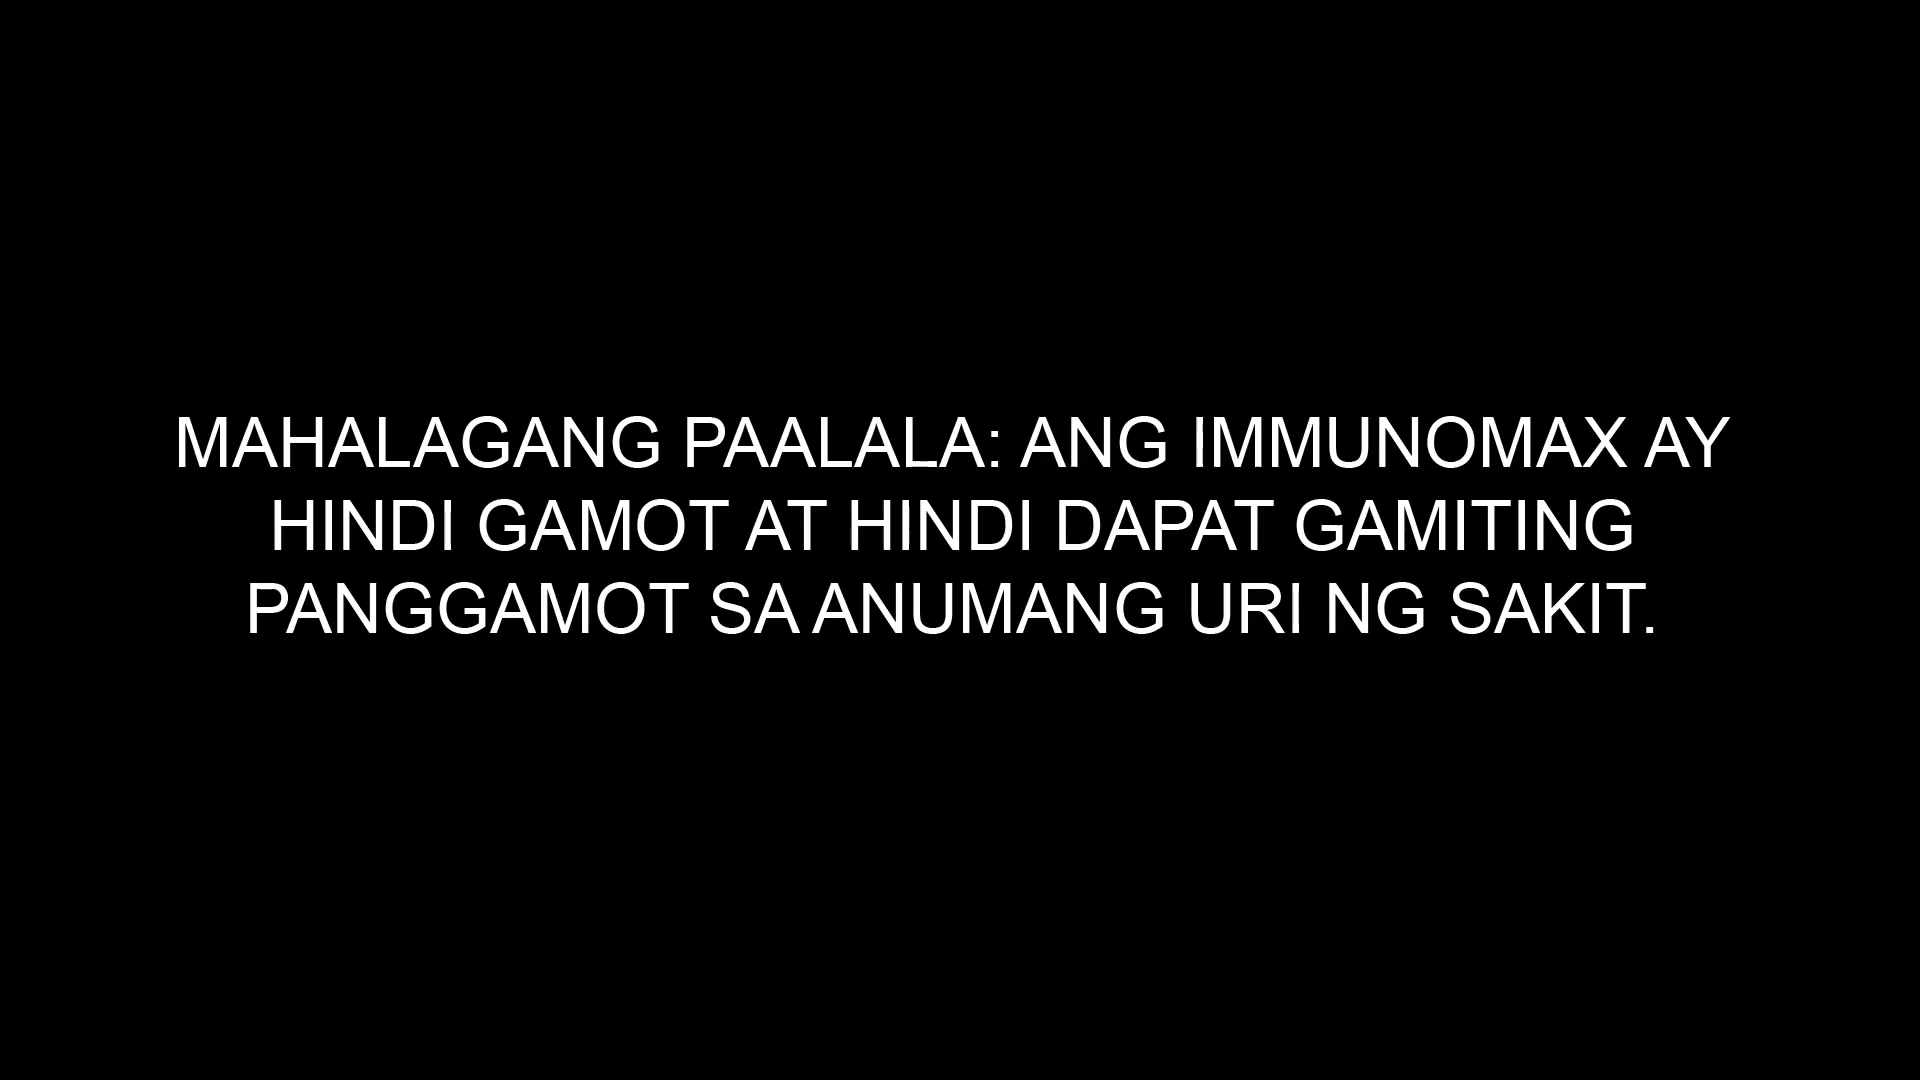 MAHALAGANG PAALALA: ANG IMMUNOMAX AY
HINDI GAMOT AT HINDI DAPAT GAMITING
PANGGAMOT SA ANUMANG URI NG SAKIT.